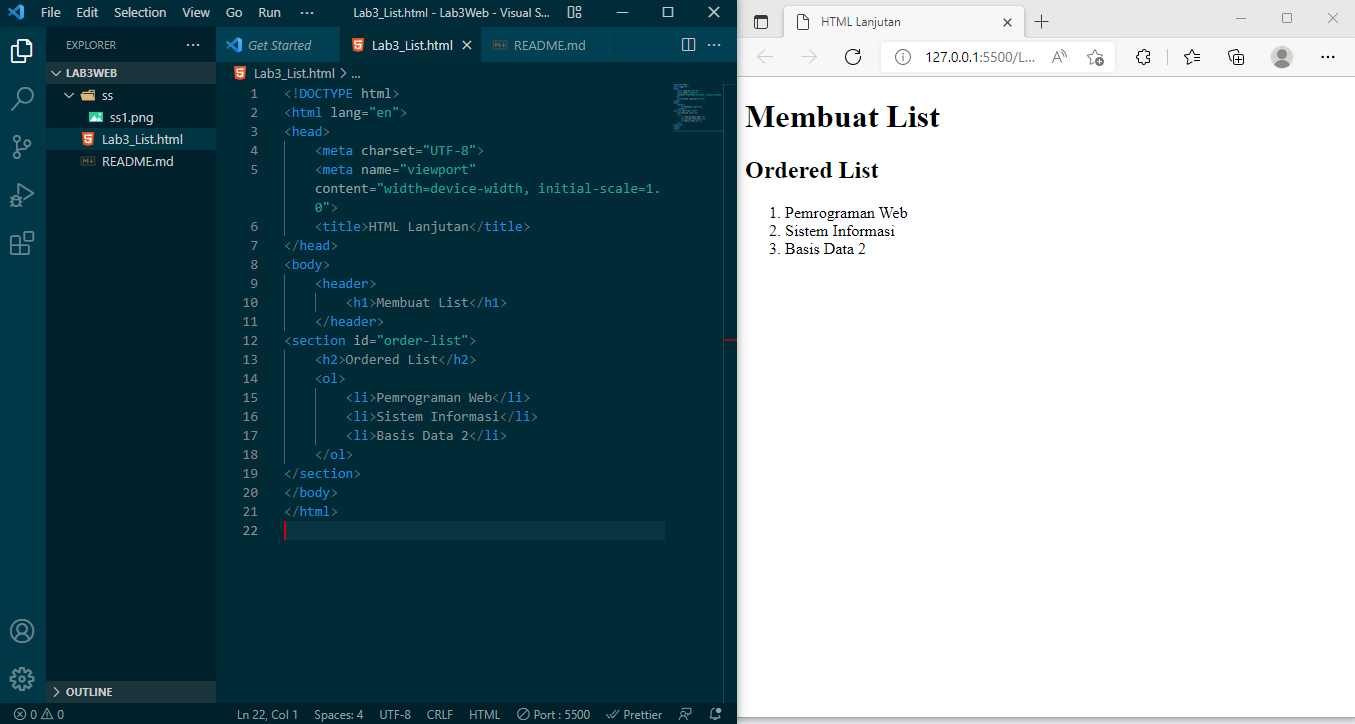 File Edit Selection View Go Run ··· Lab3_List.html - Lab3Web - Visual S...
EXPLORER ···
LAB3WEB
ss
ss1.png
Lab3_List.html
README.md
OUTLINE
Get Started Lab3_List.html README.md ···
Lab3_List.html > ...
1 <!DOCTYPE html>
2 <html lang="en">
3 <head>
4 <meta charset="UTF-8">
5 <meta name="viewport"
content="width=device-width, initial-scale=1.
0">
6 <title>HTML Lanjutan</title>
7 </head>
8 <body>
9 <header>
10 <h1>Membuat List</h1>
11 </header>
12 <section id="order-list">
13 <h2>Ordered List</h2>
14 <ol>
15 <li>Pemrograman Web</li>
16 <li>Sistem Informasi</li>
17 <li>Basis Data 2</li>
18 </ol>
19 </section>
20 </body>
21 </html>
22
0 0 Ln 22, Col 1 Spaces: 4 UTF-8 CRLF HTML Port : 5500 Prettier
HTML Lanjutan
127.0.0.1:5500/L...
Membuat List
Ordered List
1. Pemrograman Web
2. Sistem Informasi
3. Basis Data 2